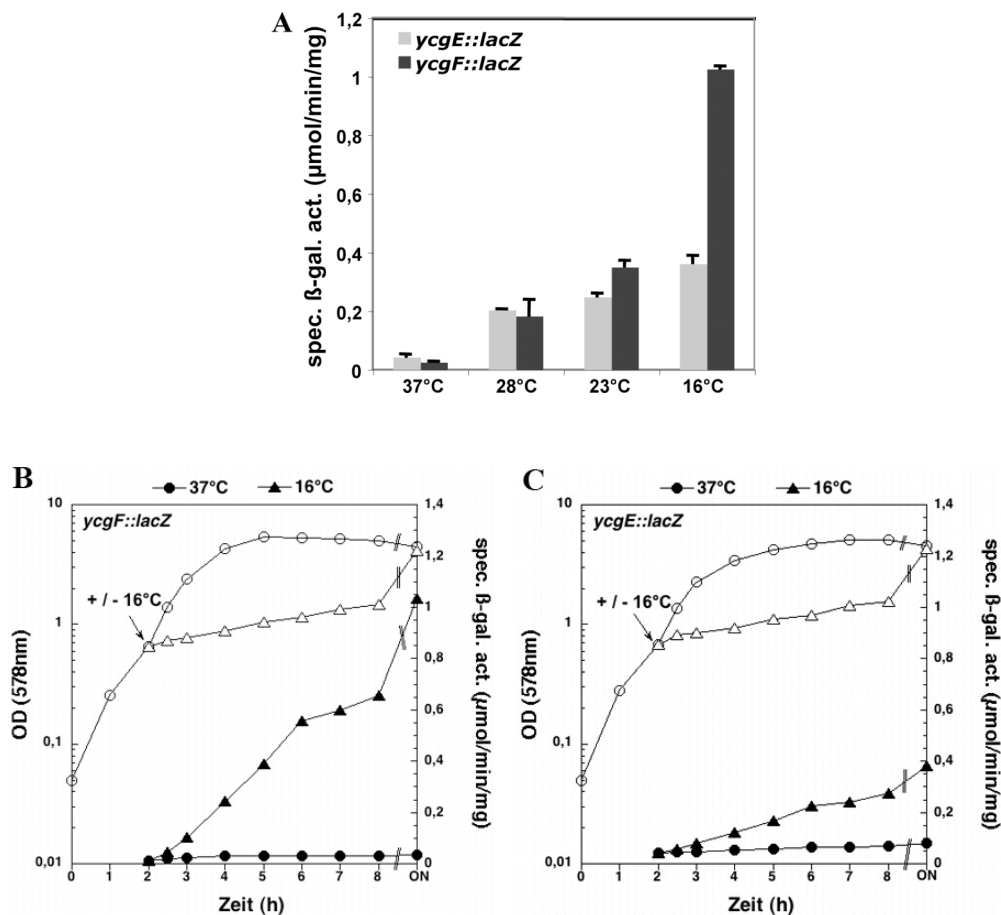 A
1,2
1
0,8
0,6
0,4
0,2
0
spec. ß-gal. act. (µmol/min/mg)
ycgE::lacZ
ycgF::lacZ
37°C 28°C 23°C 16°C
B
37°C 16°C
ycgF::lacZ
+ / - 16°C
10
1
0,1
0,01
OD (578nm)
1,4
1,2
1
0,8
0,6
0,4
0,2
0
spec. ß-gal. act. (µmol/min/mg)
0 1 2 3 4 5 6 7 8 ON
Zeit (h)
C
37°C 16°C
ycgE::lacZ
+ / - 16°C
10
1
0,1
0,01
OD (578nm)
1,4
1,2
1
0,8
0,6
0,4
0,2
0
spec. ß-gal. act. (µmol/min/mg)
0 1 2 3 4 5 6 7 8 ON
Zeit (h)